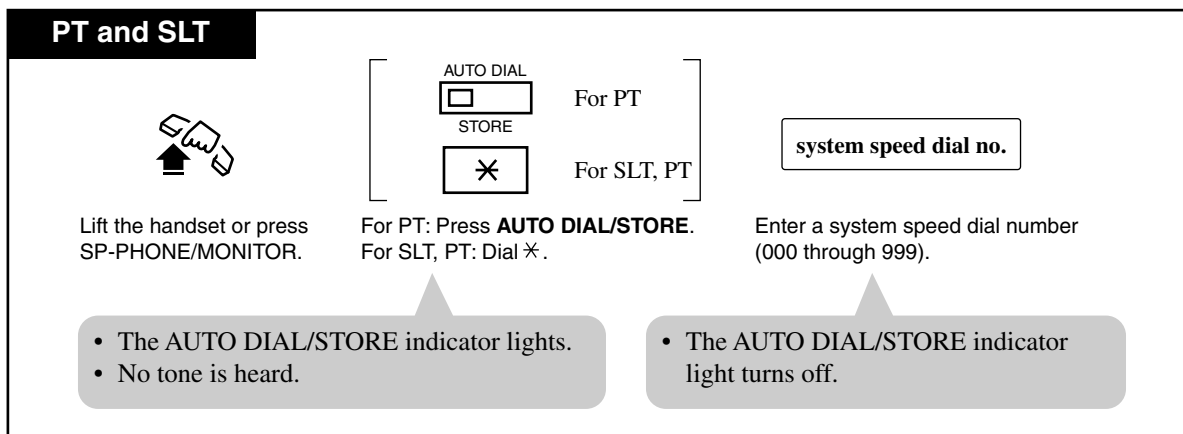 PT and SLT
AUTO DIAL
For PT
STORE
For SLT, PT
system speed dial no.
Lift the handset or press
SP-PHONE/MONITOR.
For PT: Press AUTO DIAL/STORE.
For SLT, PT: Dial ✳.
Enter a system speed dial number
(000 through 999).
• The AUTO DIAL/STORE indicator lights.
• No tone is heard.
• The AUTO DIAL/STORE indicator
light turns off.